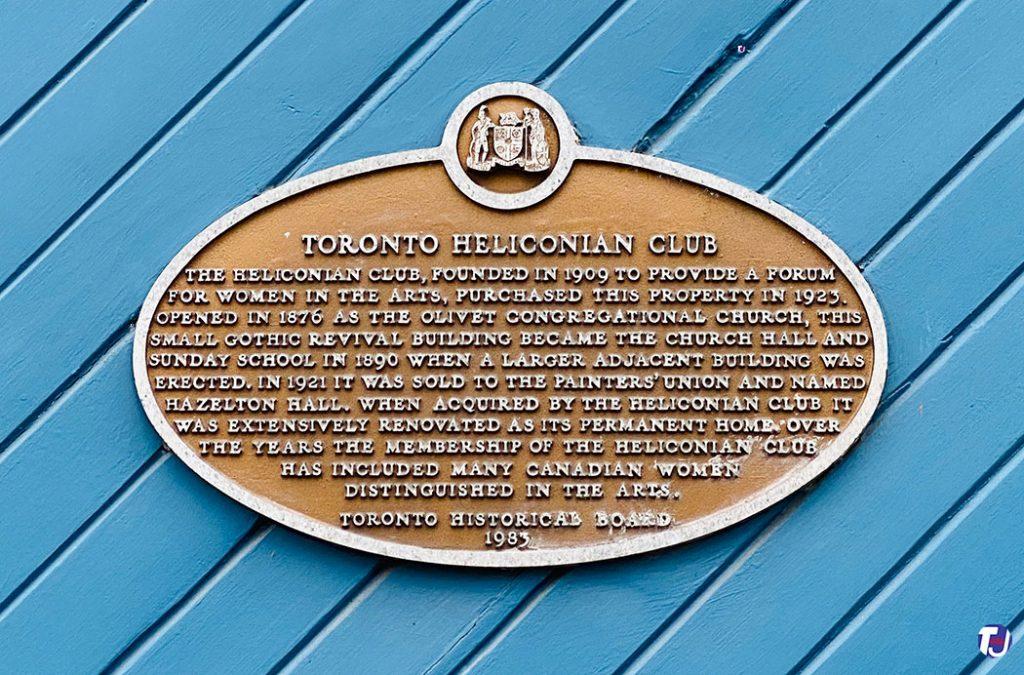 TORONTO HELICONIAN CLUB
THE HELICONIAN CLUB, FOUNDED IN 1909 TO PROVIDE A FORUM
FOR WOMEN IN THE ARTS, PURCHASED THIS PROPERTY IN 1923.
OPENED IN 1876 AS THE OLIVET CONGREGATIONAL CHURCH, THIS
SMALL GOTHIC REVIVAL BUILDING BECAME THE CHURCH HALL AND
SUNDAY SCHOOL IN 1890 WHEN A LARGER ADJACENT BUILDING WAS
ERECTED. IN 1921 IT WAS SOLD TO THE PAINTERS' UNION AND NAMED
HAZELTON HALL. WHEN ACQUIRED BY THE HELICONIAN CLUB IT
WAS EXTENSIVELY RENOVATED AS ITS PERMANENT HOME. OVER
THE YEARS THE MEMBERSHIP OF THE HELICONIAN CLUB
HAS INCLUDED MANY CANADIAN WOMEN
DISTINGUISHED IN THE ARTS.
TORONTO HISTORICAL BOARD
1983
TJ